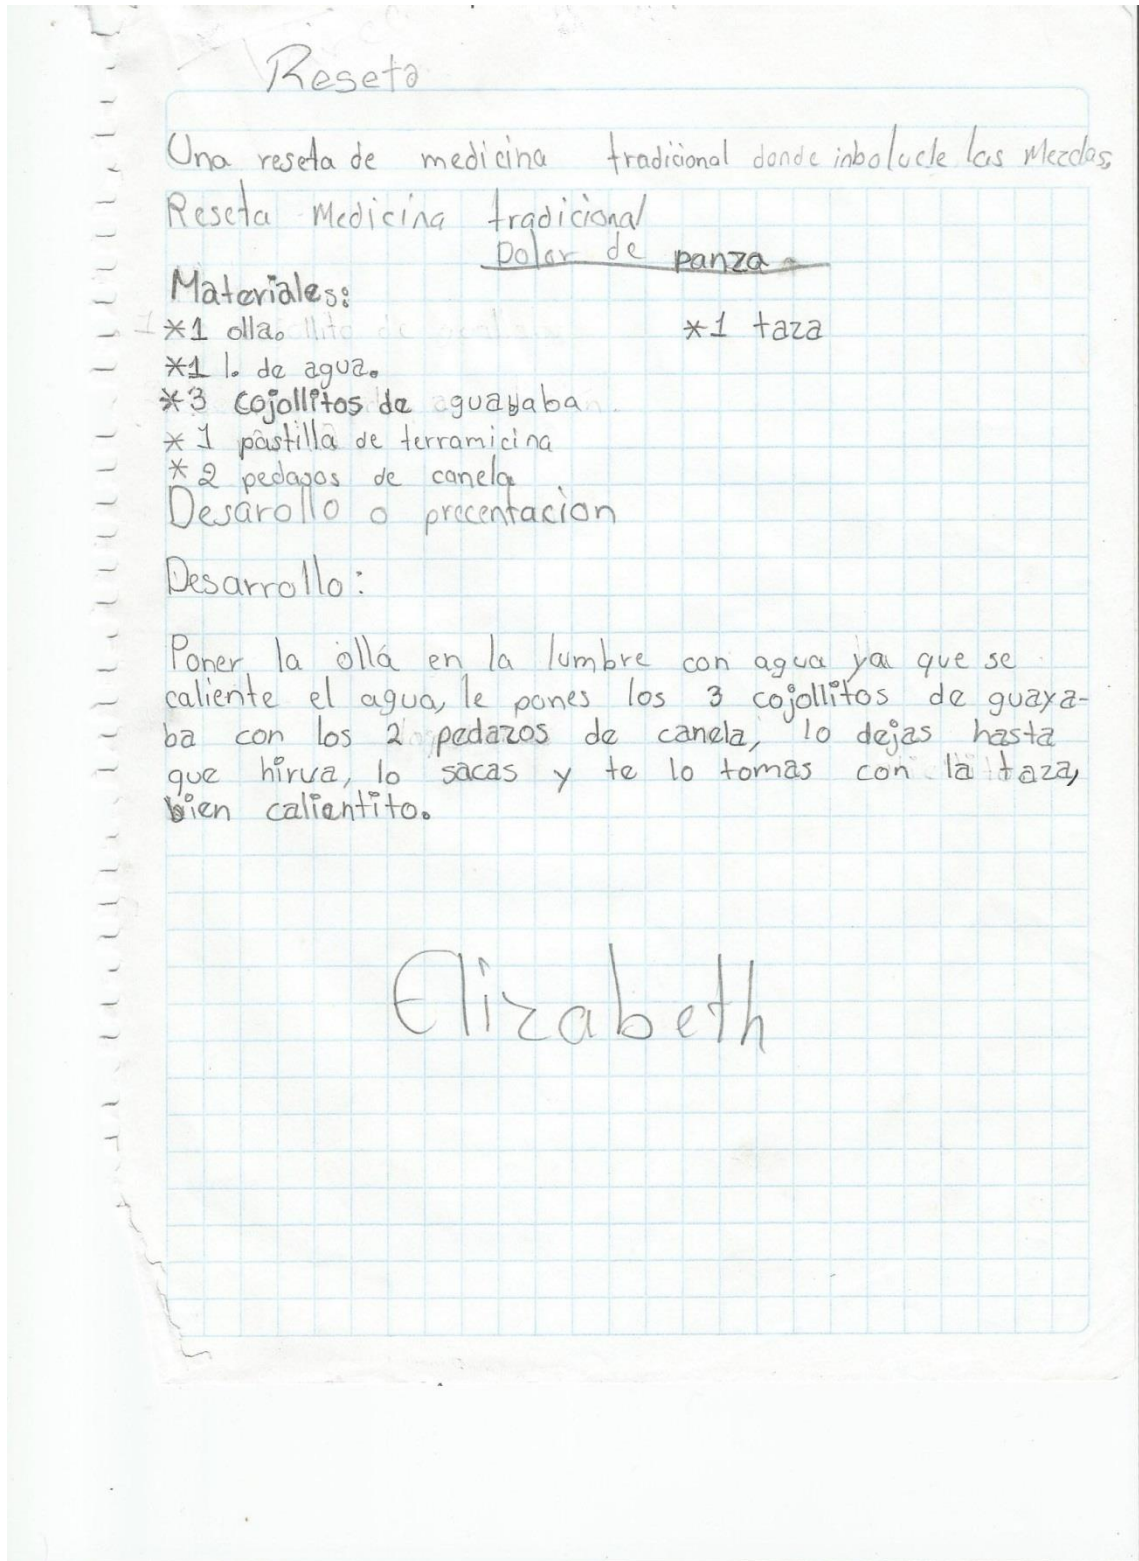 Reseta
Una reseta de medicina tradicional donde inbolucle las Mezclas,
Reseta Medicina tradicional
Dolor de panza
Materiales:
*1 olla. *1 taza
*1 l. de agua.
*3 cojollitos de guayaba
*1 pastilla de terramicina
*2 pedagos de canela
Desarollo o precentacion
Desarrollo:
Poner la olla en la lumbre con agua ya que se
caliente el agua, le pones los 3 cojollitos de guaya-
ba con los 2 pedazos de canela, lo dejas hasta
que hirva, lo sacas y te lo tomas con la taza,
bien calientito.
Elizabeth